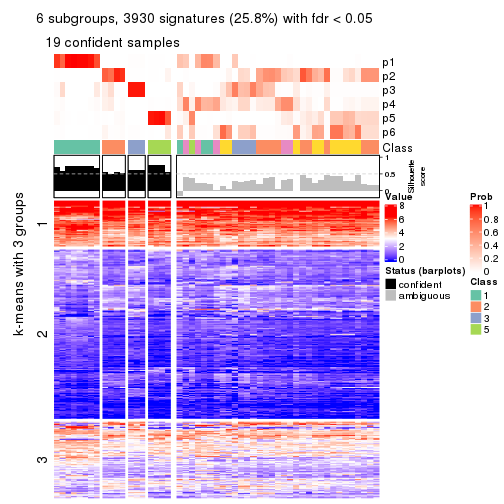 6 subgroups, 3930 signatures (25.8%) with fdr < 0.05
19 confident samples
p1
p2
p3
p4
p5
p6
Class
1
0.5
0
Silhouette
score
k-means with 3 groups
1
2
3
Value
8
6
4
2
0
Status (barplots)
confident
ambiguous
Prob
1
0.8
0.6
0.4
0.2
0
Class
1
2
3
5